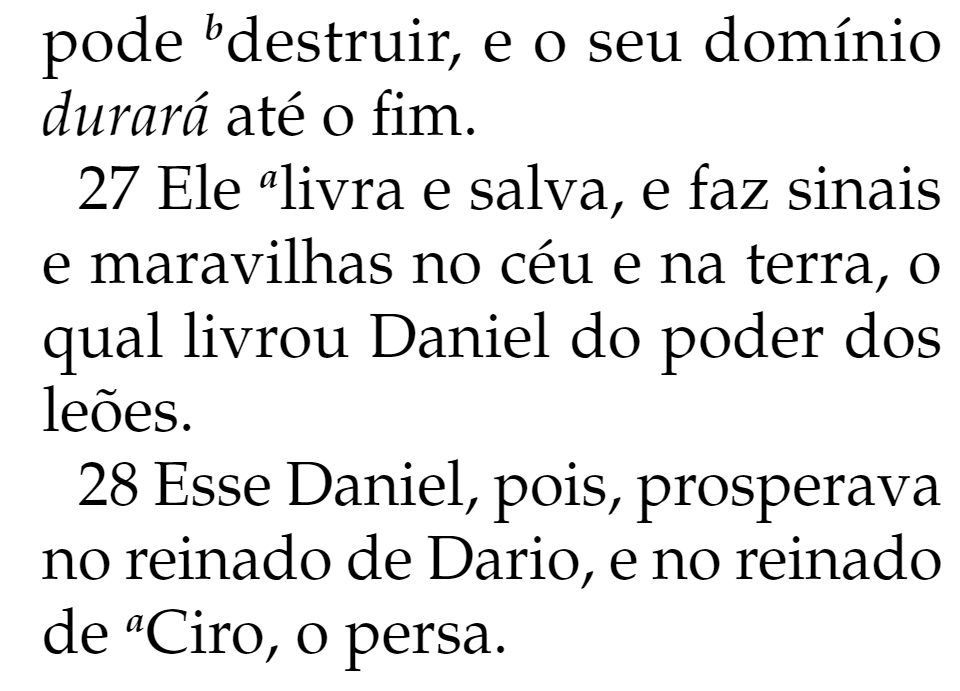 pode ᵇdestruir, e o seu domínio
durará até o fim.
27 Ele ᵃlivra e salva, e faz sinais
e maravilhas no céu e na terra, o
qual livrou Daniel do poder dos
leões.
28 Esse Daniel, pois, prosperava
no reinado de Dario, e no reinado
de ᵃCiro, o persa.